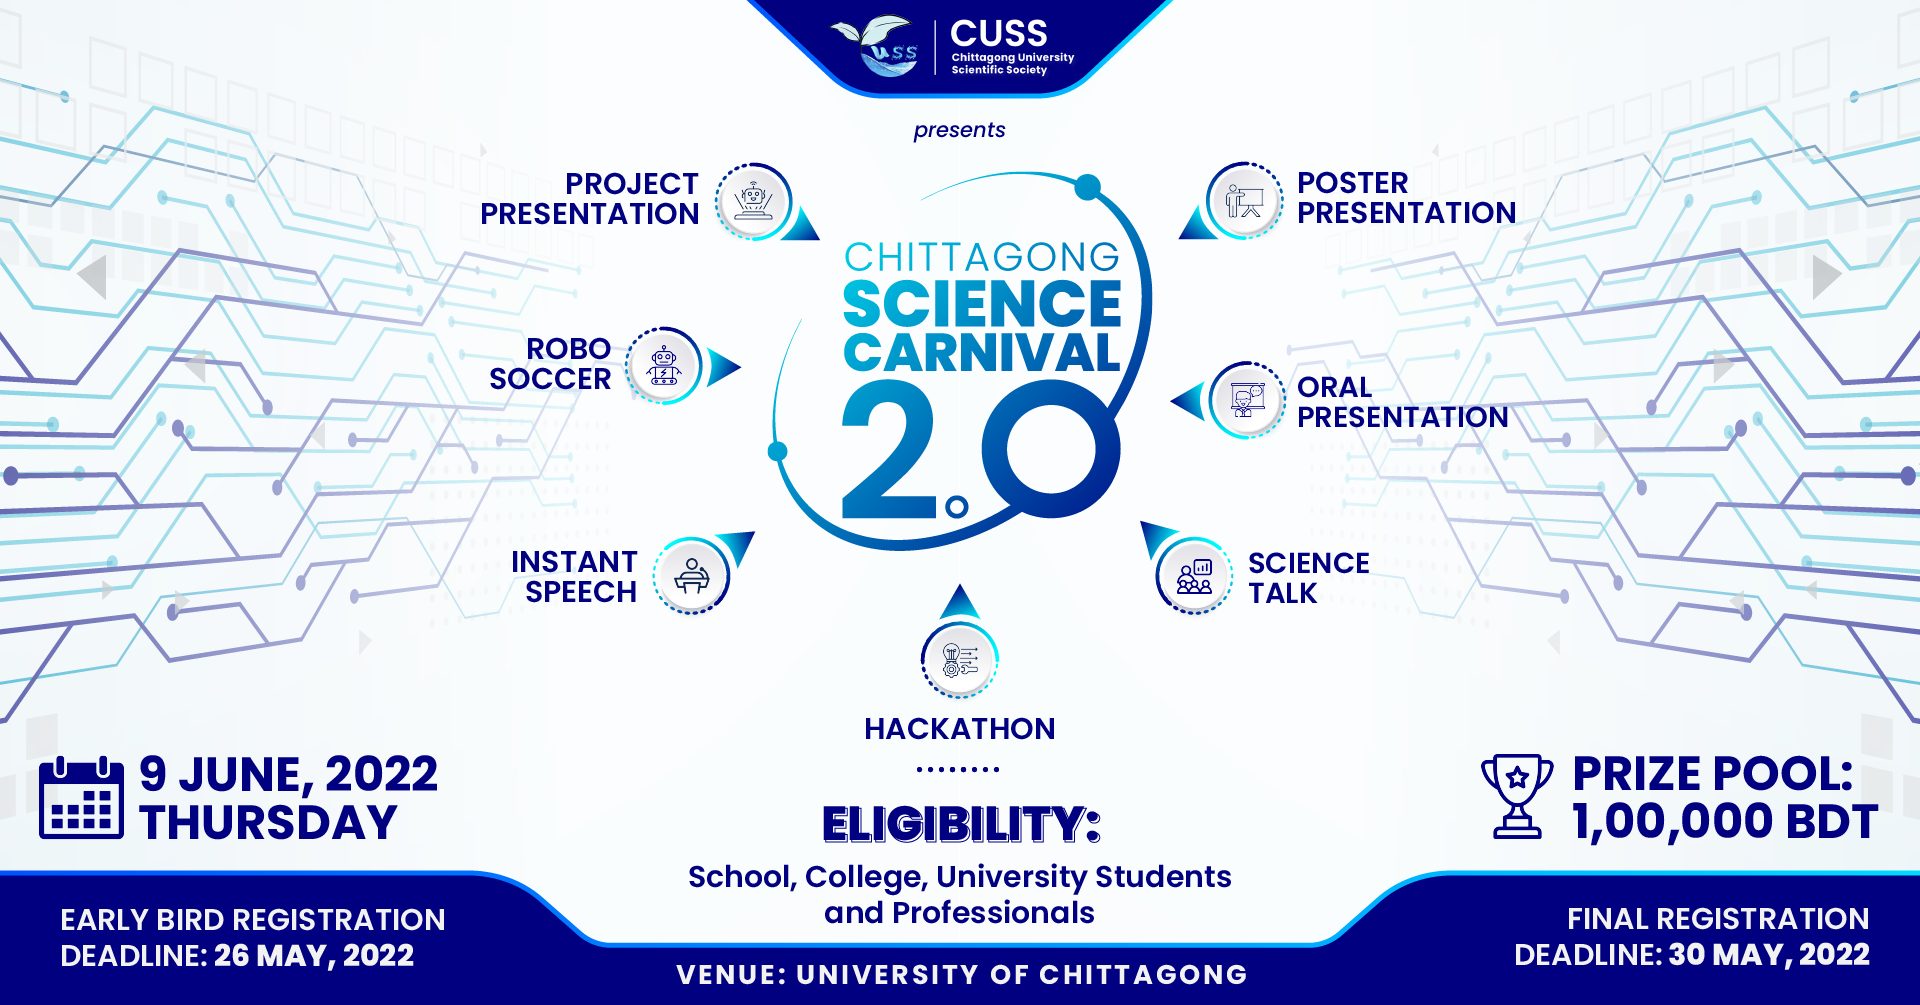 USS
CUSS
Chittagong University
Scientific Society
presents
PROJECT
PRESENTATION
POSTER
PRESENTATION
CHITTAGONG
SCIENCE
CARNIVAL
2.0
ROBO
SOCCER
ORAL
PRESENTATION
INSTANT
SPEECH
SCIENCE
TALK
HACKATHON
9 JUNE, 2022
THURSDAY
PRIZE POOL:
1,00,000 BDT
ELIGIBILITY:
School, College, University Students
and Professionals
EARLY BIRD REGISTRATION
DEADLINE: 26 MAY, 2022
FINAL REGISTRATION
DEADLINE: 30 MAY, 2022
VENUE: UNIVERSITY OF CHITTAGONG